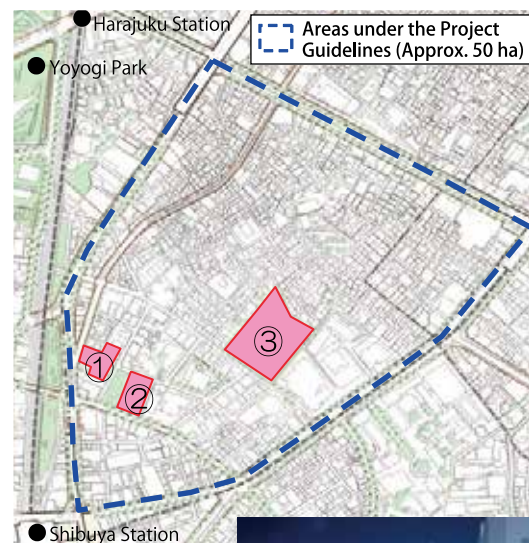 Harajuku Station
Areas under the Project
Guidelines (Approx. 50 ha)
Yoyogi Park
③
①
②
Shibuya Station